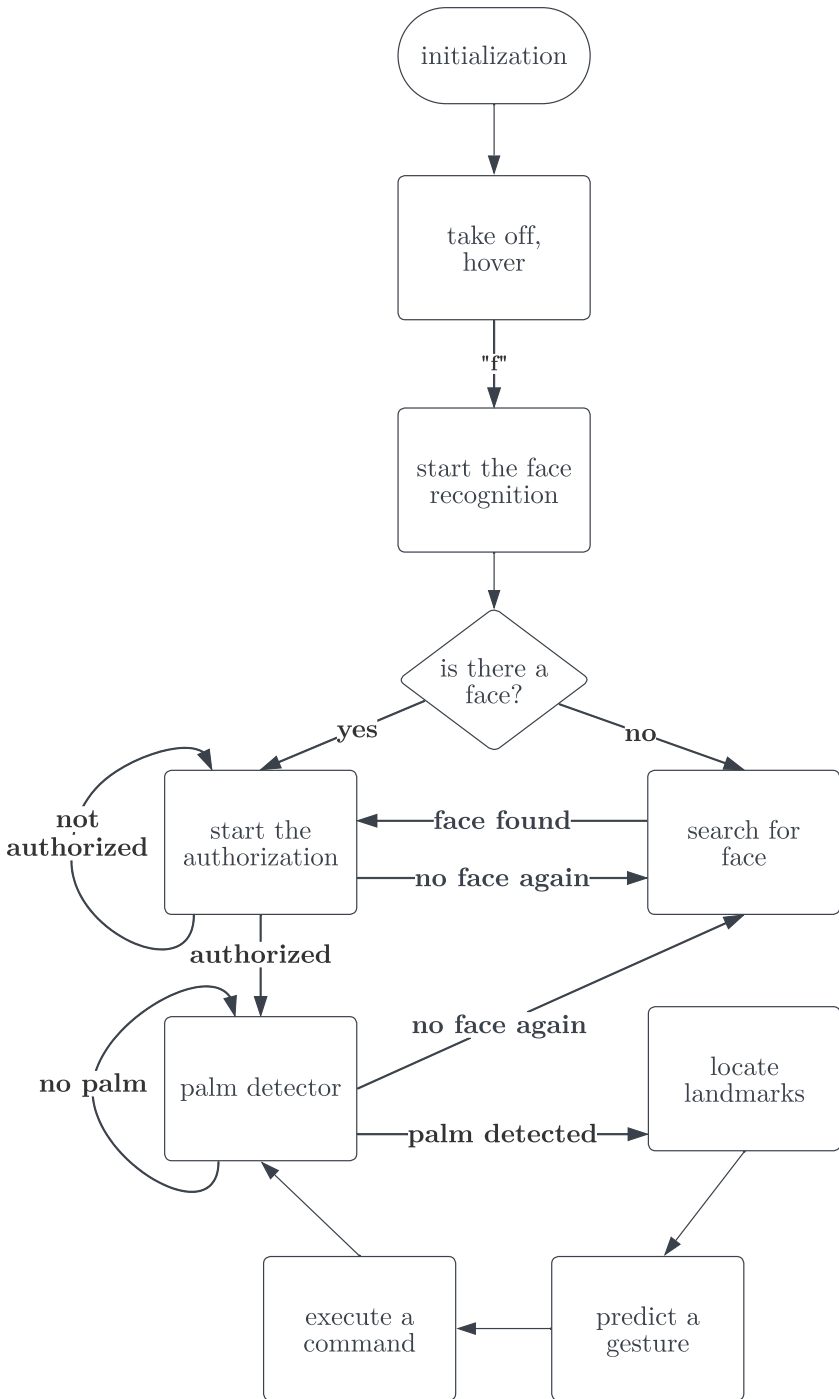 initialization
take off,
hover
"f"
start the face
recognition
is there a
face?
yes
no
not
authorized
start the
authorization
face found
no face again
search for
face
authorized
no face again
no palm
palm detector
palm detected
locate
landmarks
execute a
command
predict a
gesture